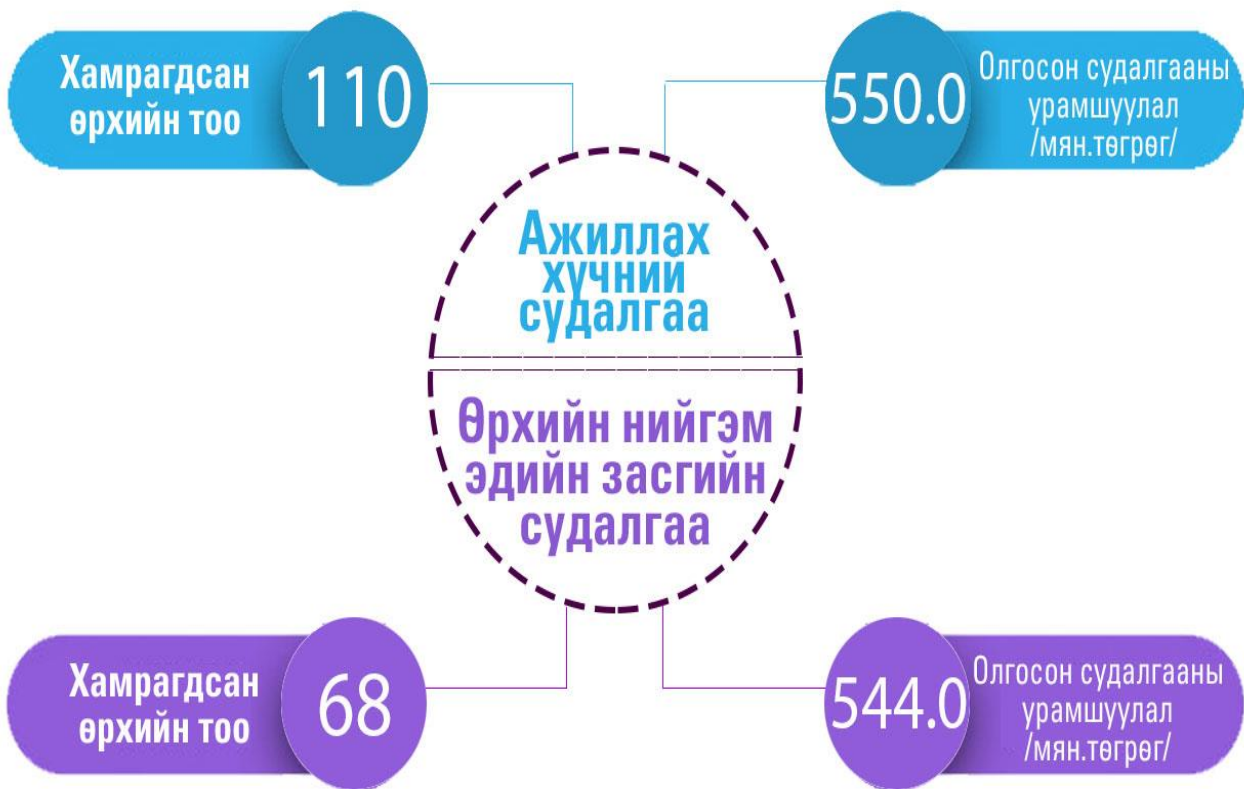 Хамрагдсан
өрхийн тоо
110
550.0
Олгосон судалгааны
урамшуулал
/мян.төгрөг/
Ажиллах
хүчний
судалгаа
Өрхийн нийгэм
эдийн засгийн
судалгаа
Хамрагдсан
өрхийн тоо
68
544.0
Олгосон судалгааны
урамшуулал
/мян.төгрөг/